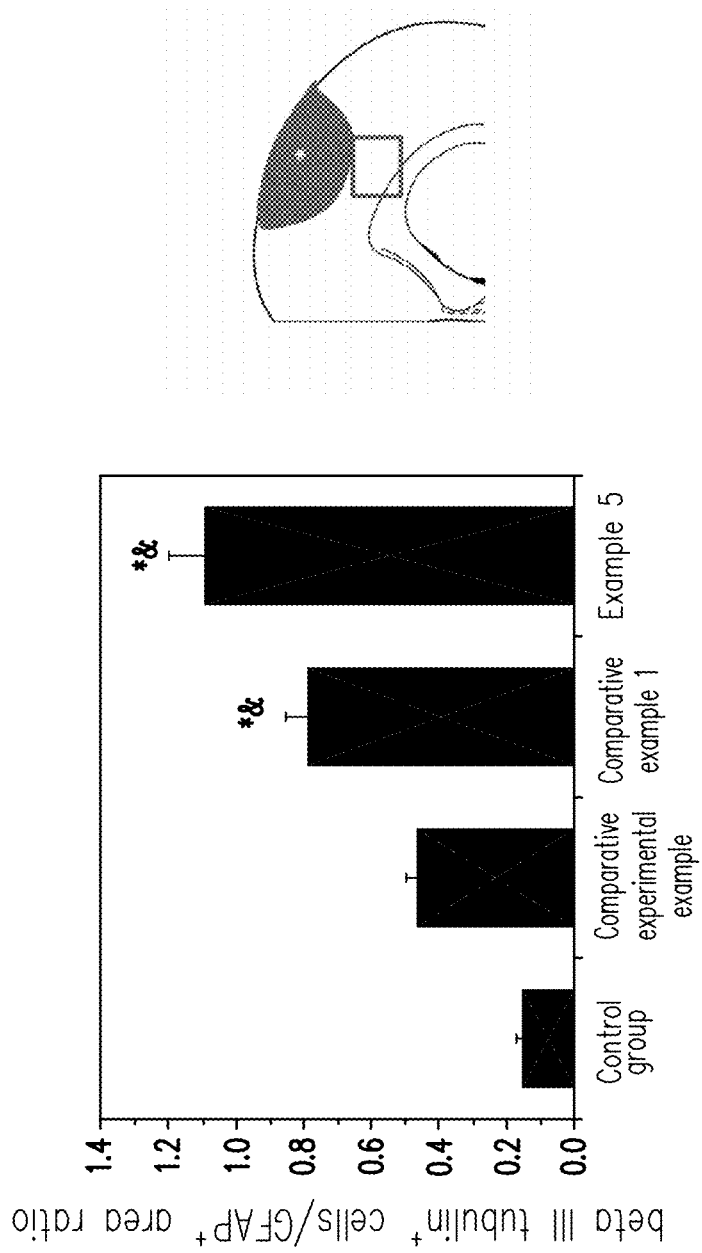 beta III tubulin⁺ cells/GFAP⁺ area ratio
1.4
1.2
1.0
0.8
0.6
0.4
0.2
0.0
*&
*&
Control
group
Comparative
experimental
example
Comparative
example 1
Example 5
*